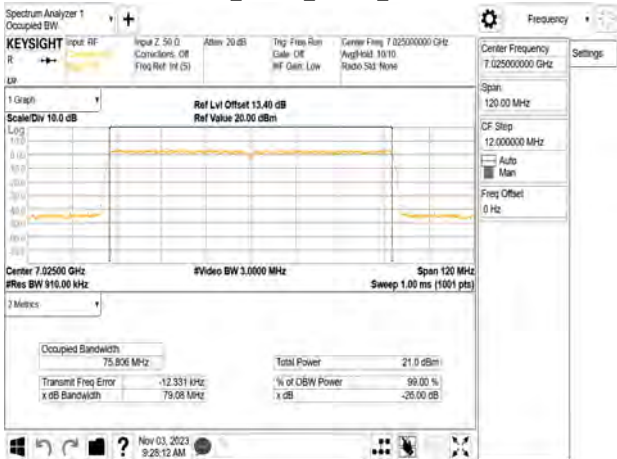 Spectrum Analyzer 1
Occupied BW
Frequency
KEYSIGHT
R
Input: RF
Input Z: 50 Ω
Corrections: Off
Freq Ref: Int (S)
Atten: 20 dB
Trig: Free Run
Gate: Off
#IF Gain: Low
Center Freq: 7.025000000 GHz
Avg|Hold: 10/10
Radio Std: None
1 Graph
Scale/Div 10.0 dB
Ref Lvl Offset 13.40 dB
Ref Value 20.00 dBm
Log
10.0
0.00
Center 7.02500 GHz
#Res BW 910.00 kHz
#Video BW 3.0000 MHz
Span 120 MHz
Sweep 1.00 ms (1001 pts)
2 Metrics
Occupied Bandwidth
75.806 MHz
Total Power
21.0 dBm
Transmit Freq Error
-12.331 kHz
% of OBW Power
99.00 %
x dB Bandwidth
79.08 MHz
x dB
-26.00 dB
Nov 03, 2023
9:28:12 AM
Center Frequency
7.025000000 GHz
Settings
Span
120.00 MHz
CF Step
12.000000 MHz
Auto
Man
Freq Offset
0 Hz